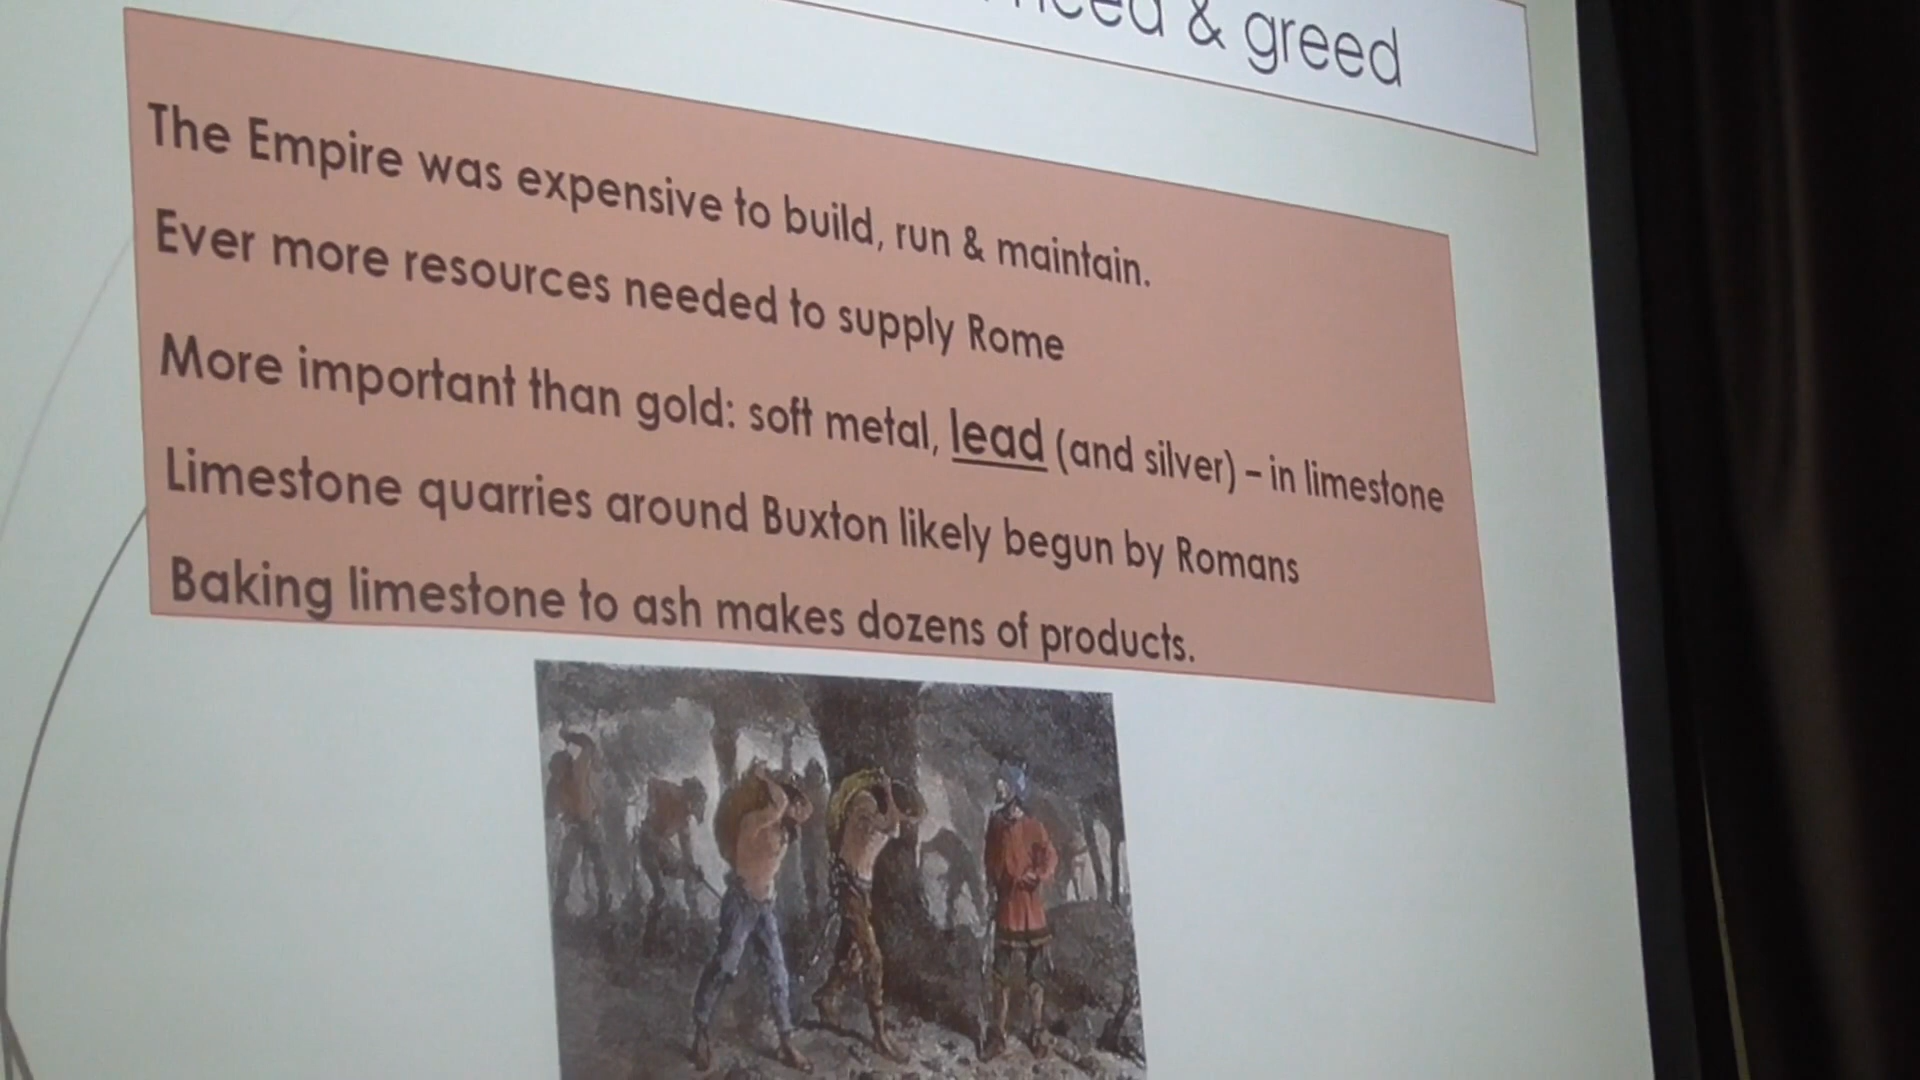 need & greed
The Empire was expensive to build, run & maintain.
Ever more resources needed to supply Rome
More important than gold: soft metal, lead (and silver) – in limestone
Limestone quarries around Buxton likely begun by Romans
Baking limestone to ash makes dozens of products.